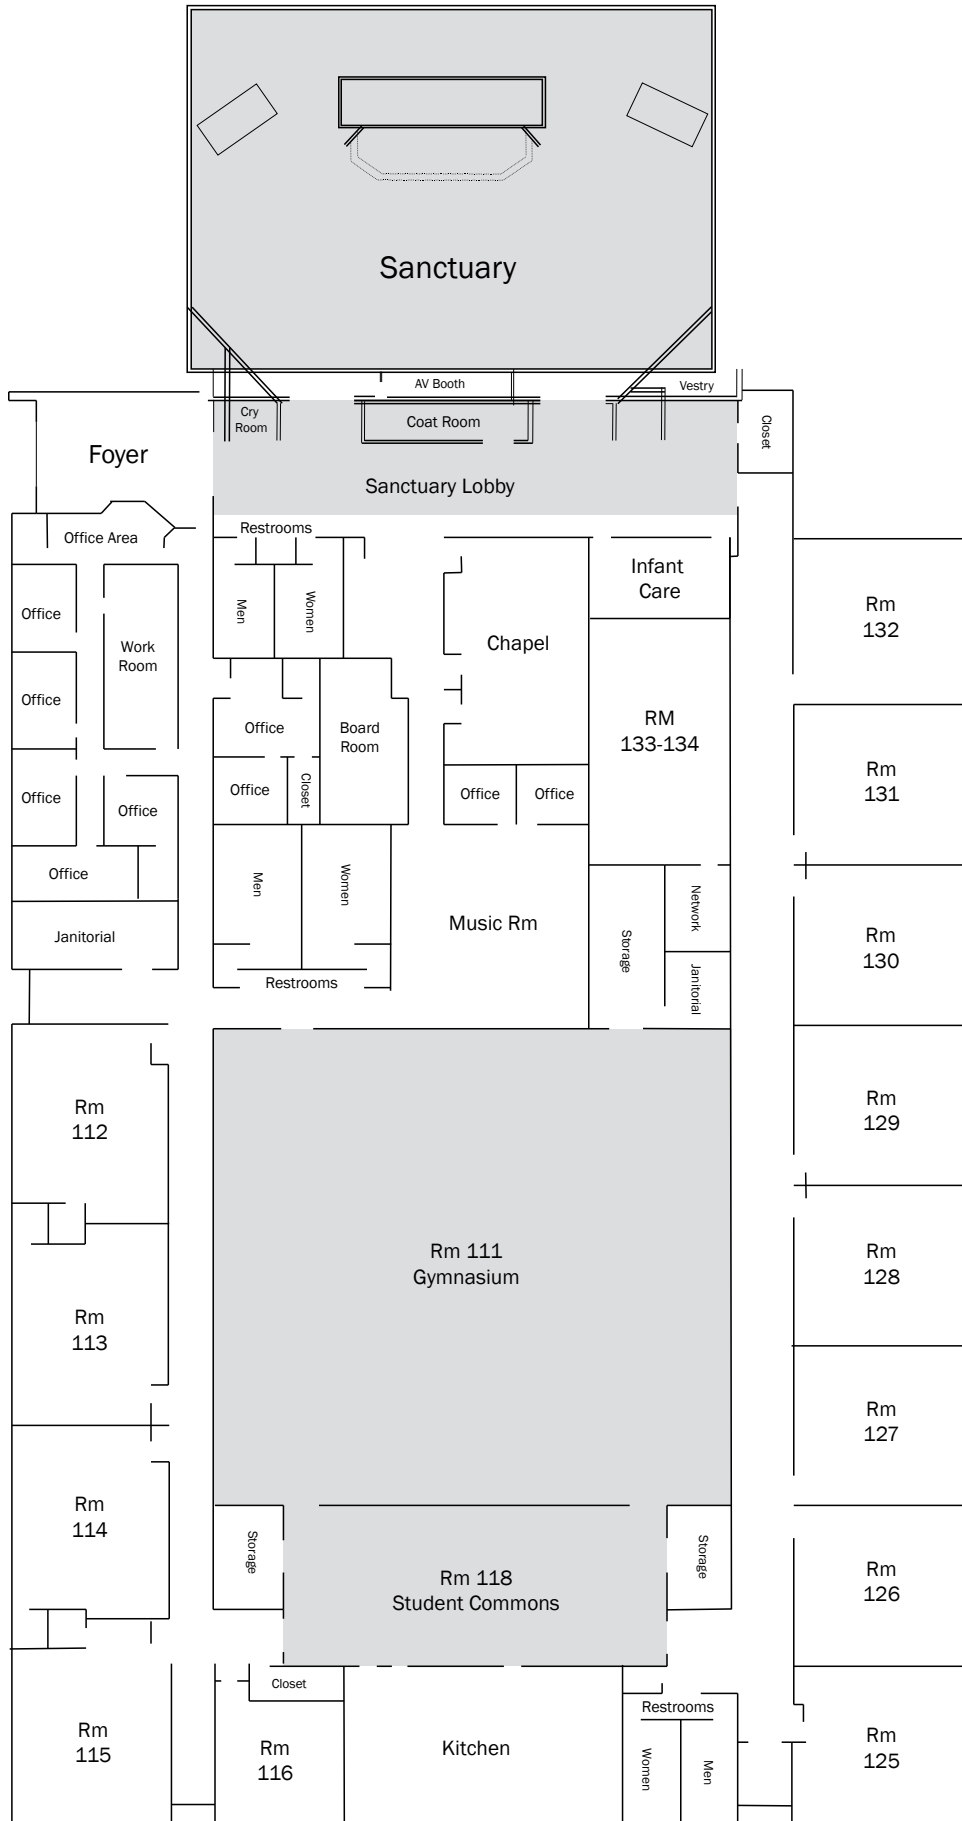 Sanctuary
AV Booth
Vestry
Cry
Room
Coat Room
Closet
Foyer
Sanctuary Lobby
Restrooms
Office Area
Infant
Care
Office
Men
Women
Rm
132
Work
Room
Chapel
Office
Office
Board
Room
RM
133-134
Office
Office
Office
Closet
Office
Office
Rm
131
Office
Men
Women
Music Rm
Network
Storage
Janitorial
Rm
130
Janitorial
Restrooms
Rm
112
Rm
129
Rm 111
Gymnasium
Rm
128
Rm
113
Rm
127
Rm
114
Storage
Storage
Rm 118
Student Commons
Rm
126
Closet
Restrooms
Rm
115
Rm
116
Kitchen
Women
Men
Rm
125